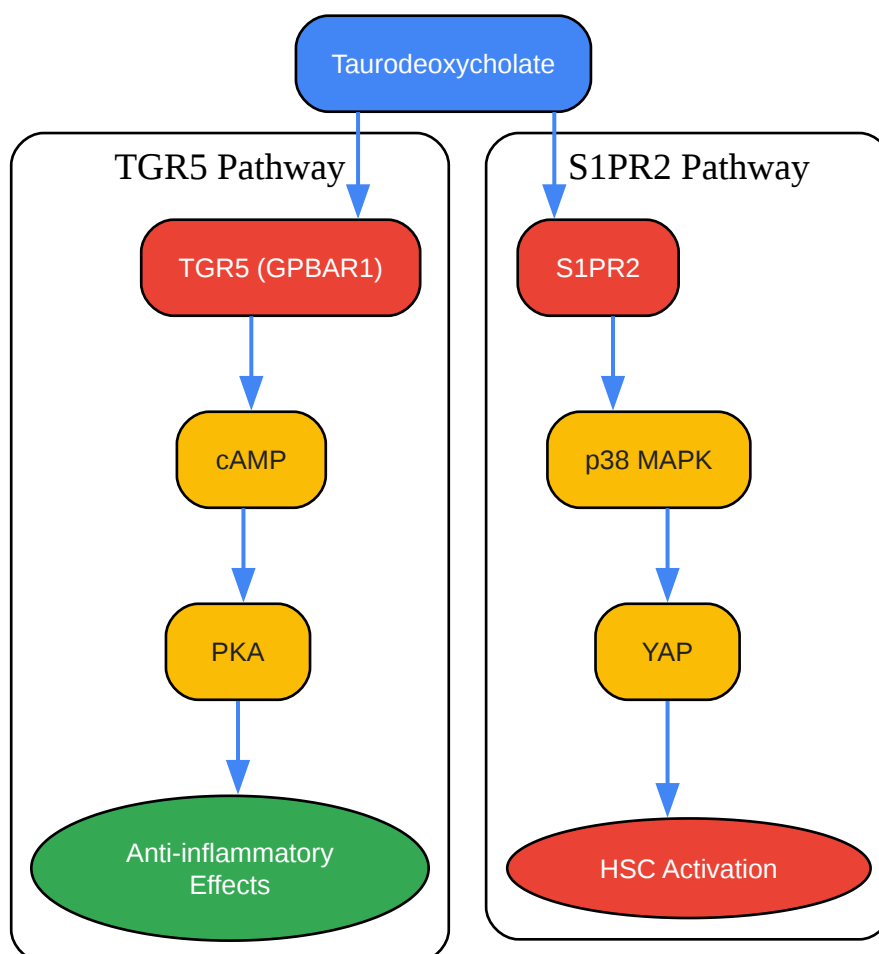 Taurodeoxycholate
TGR5 Pathway
TGR5 (GPBAR1)
cAMP
PKA
Anti-inflammatory
Effects
S1PR2 Pathway
S1PR2
p38 MAPK
YAP
HSC Activation